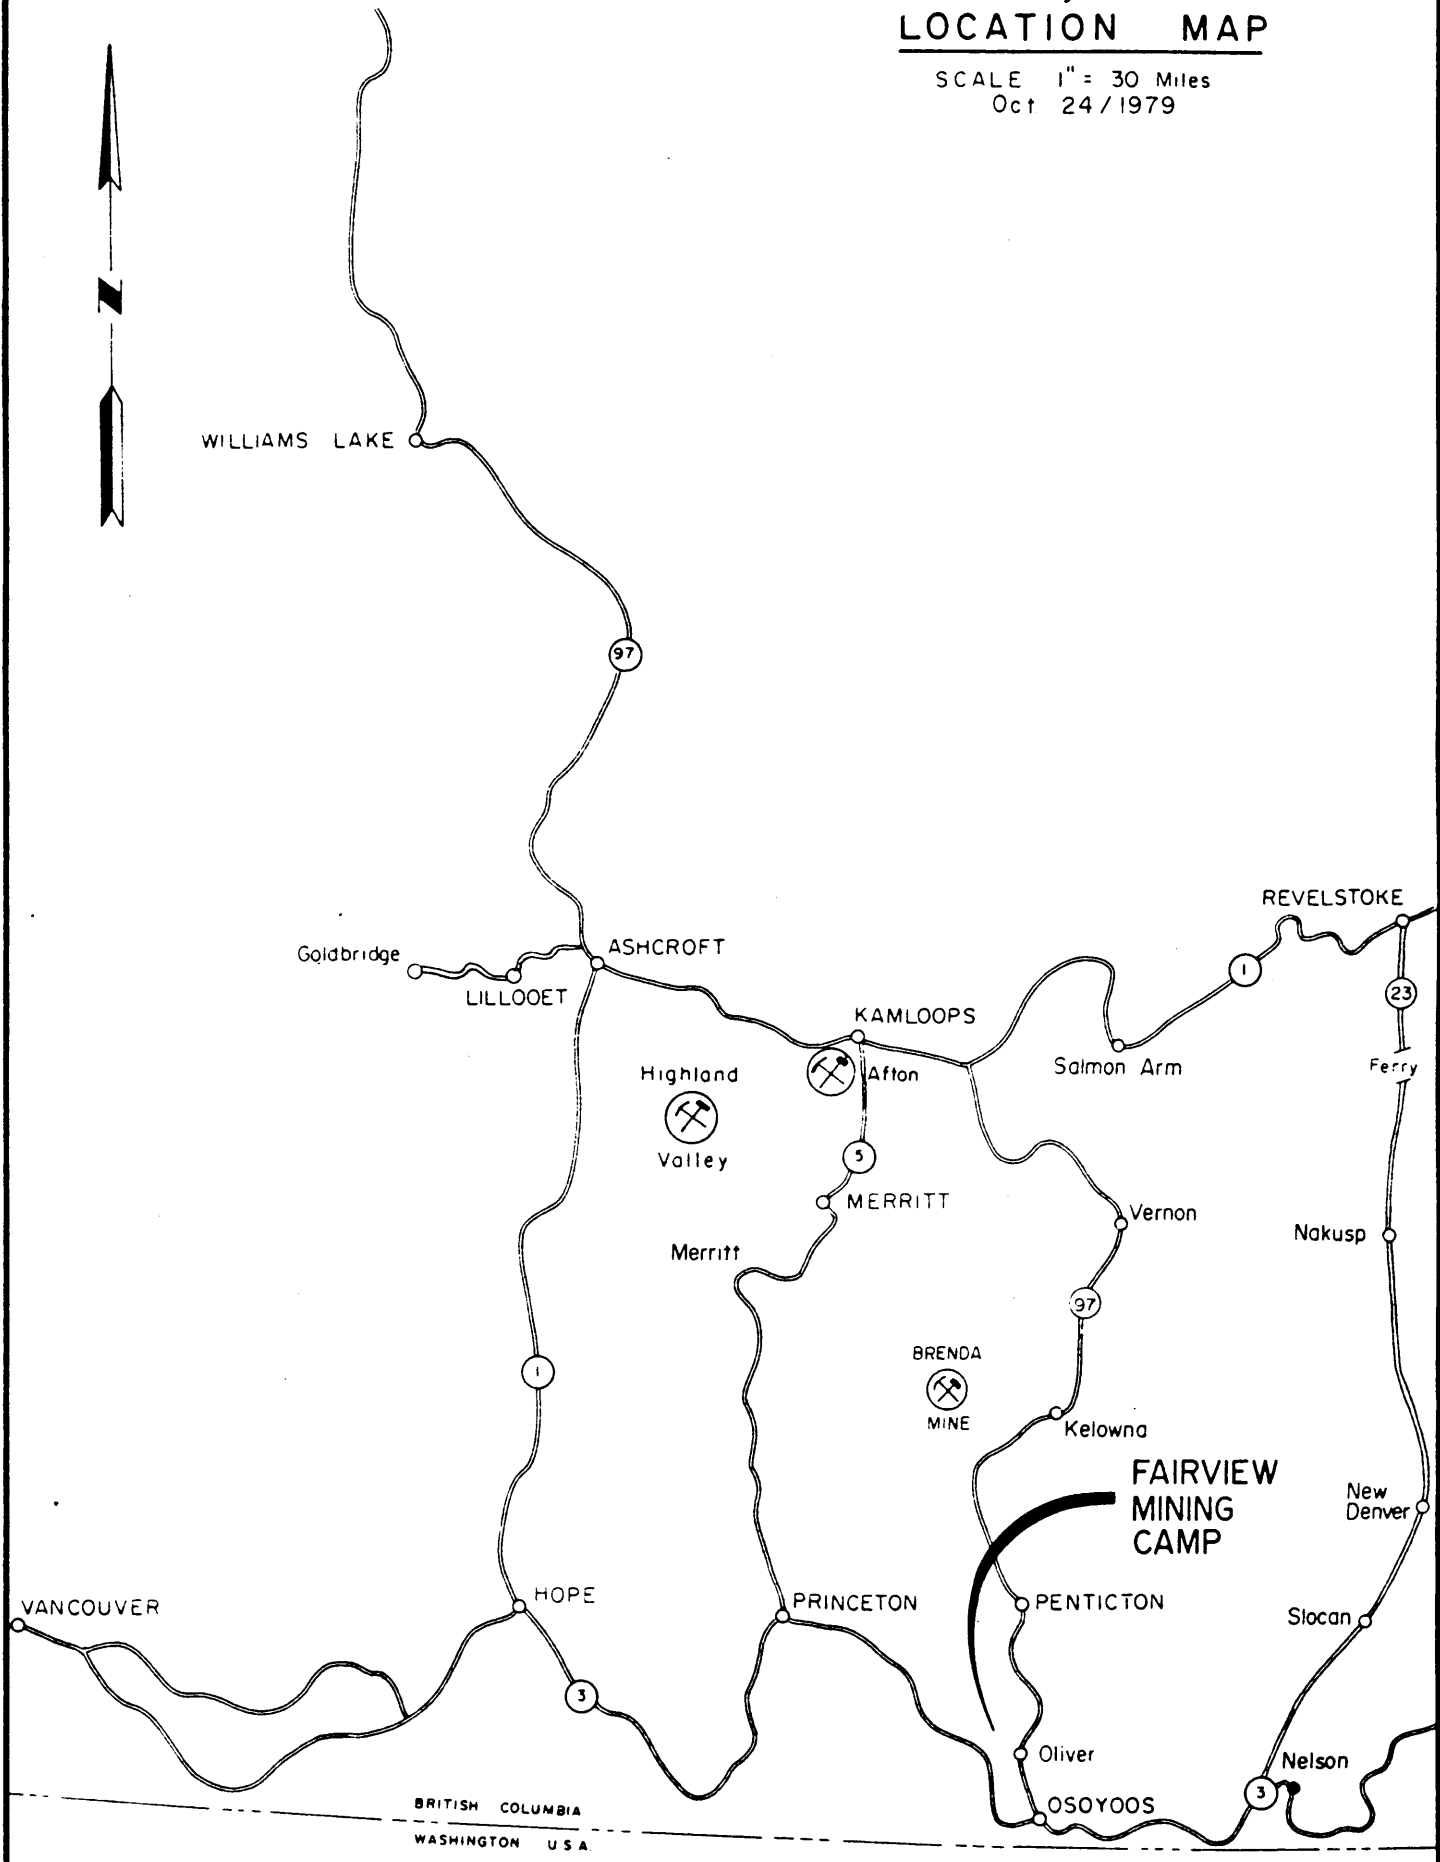 LOCATION MAP
SCALE 1" = 30 Miles
Oct 24/1979
N
WILLIAMS LAKE
97
REVELSTOKE
ASHCROFT
Goldbridge
1
LILLOOET
23
KAMLOOPS
Salmon Arm
Ferry
Highland
Afton
Valley
5
MERRITT
Vernon
Nakusp
Merritt
97
BRENDA
1
MINE
Kelowna
FAIRVIEW
MINING
CAMP
New
Denver
HOPE
PRINCETON
PENTICTON
VANCOUVER
Slocan
3
Oliver
Nelson
3
OSOYOOS
BRITISH COLUMBIA
WASHINGTON U S A.